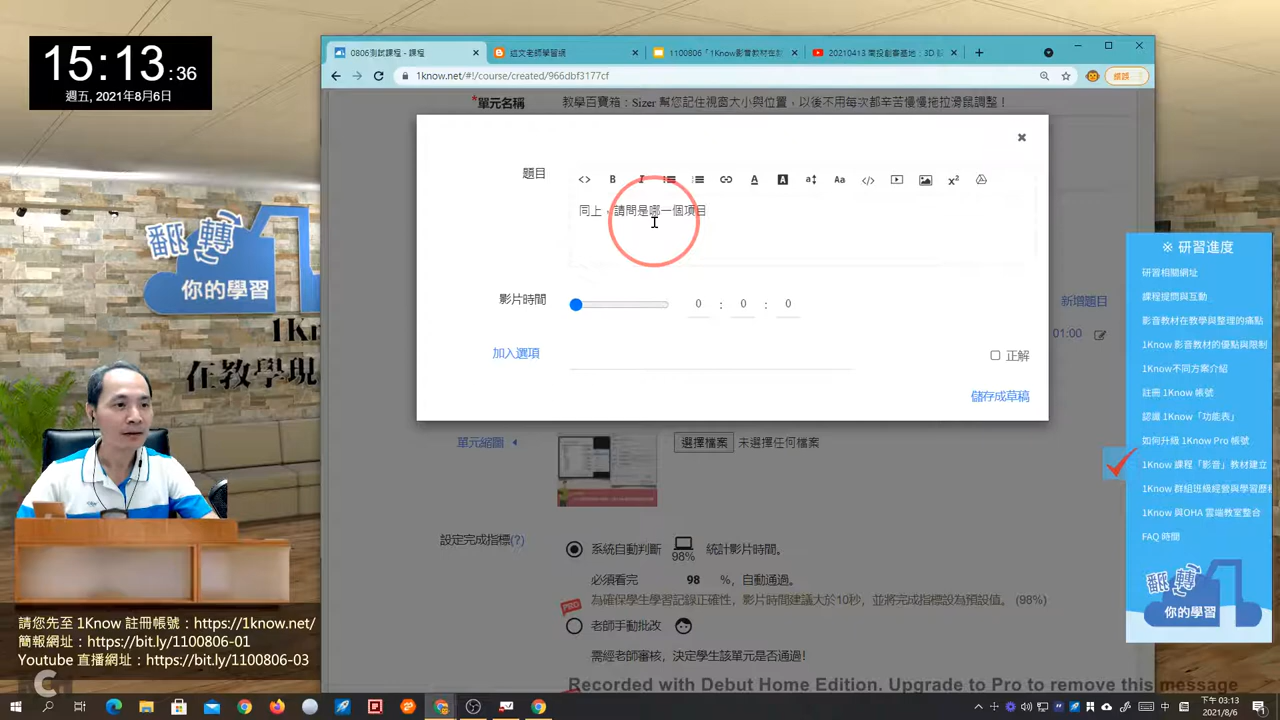 15:13:36
週五, 2021年8月6日
翻轉
你的學習
1Kn
在教學現
請您先至 1Know 註冊帳號：https://1know.net/
簡報網址：https://bit.ly/1100806-01
Youtube 直播網址：https://bit.ly/1100806-03
0806測試課程 - 課程
1100806「1Know影音教材在
1know.net/#!/course/created/966dbf3177cf
*單元名稱
教學百寶箱：Sizer 幫您記住視窗大小與位置，以後不用每次都辛苦慢慢拖拉滑鼠調整！
題目
同上，請問是哪一個項目
影片時間
0 : 0 : 0
加入選項
正解
儲存成草稿
新增題目
01:00
單元縮圖
選擇檔案 未選擇任何檔案
設定完成指標(?)
系統自動判斷
98%
統計影片時間。
必須看完 98 %，自動通過。
PRO
為確保學生學習記錄正確性，影片時間建議大於10秒，並將完成指標設為預設值。 (98%)
老師手動批改
需經老師審核，決定學生該單元是否通過！
Recorded with Debut Home Edition. Upgrade to Pro to remove this message
※ 研習進度
研習相關網址
課程提問與互動
影音教材在教學與整理的痛點
1Know 影音教材的優點與限制
1Know不同方案介紹
註冊 1Know 帳號
認識 1Know「功能表」
如何升級 1Know Pro 帳號
1Know 課程「影音」教材建立
1Know 群組班級經營與學習歷
1Know 與OHA 雲端教室整合
FAQ 時間
翻轉
你的學習
中
下午 03:13
2021/8/6